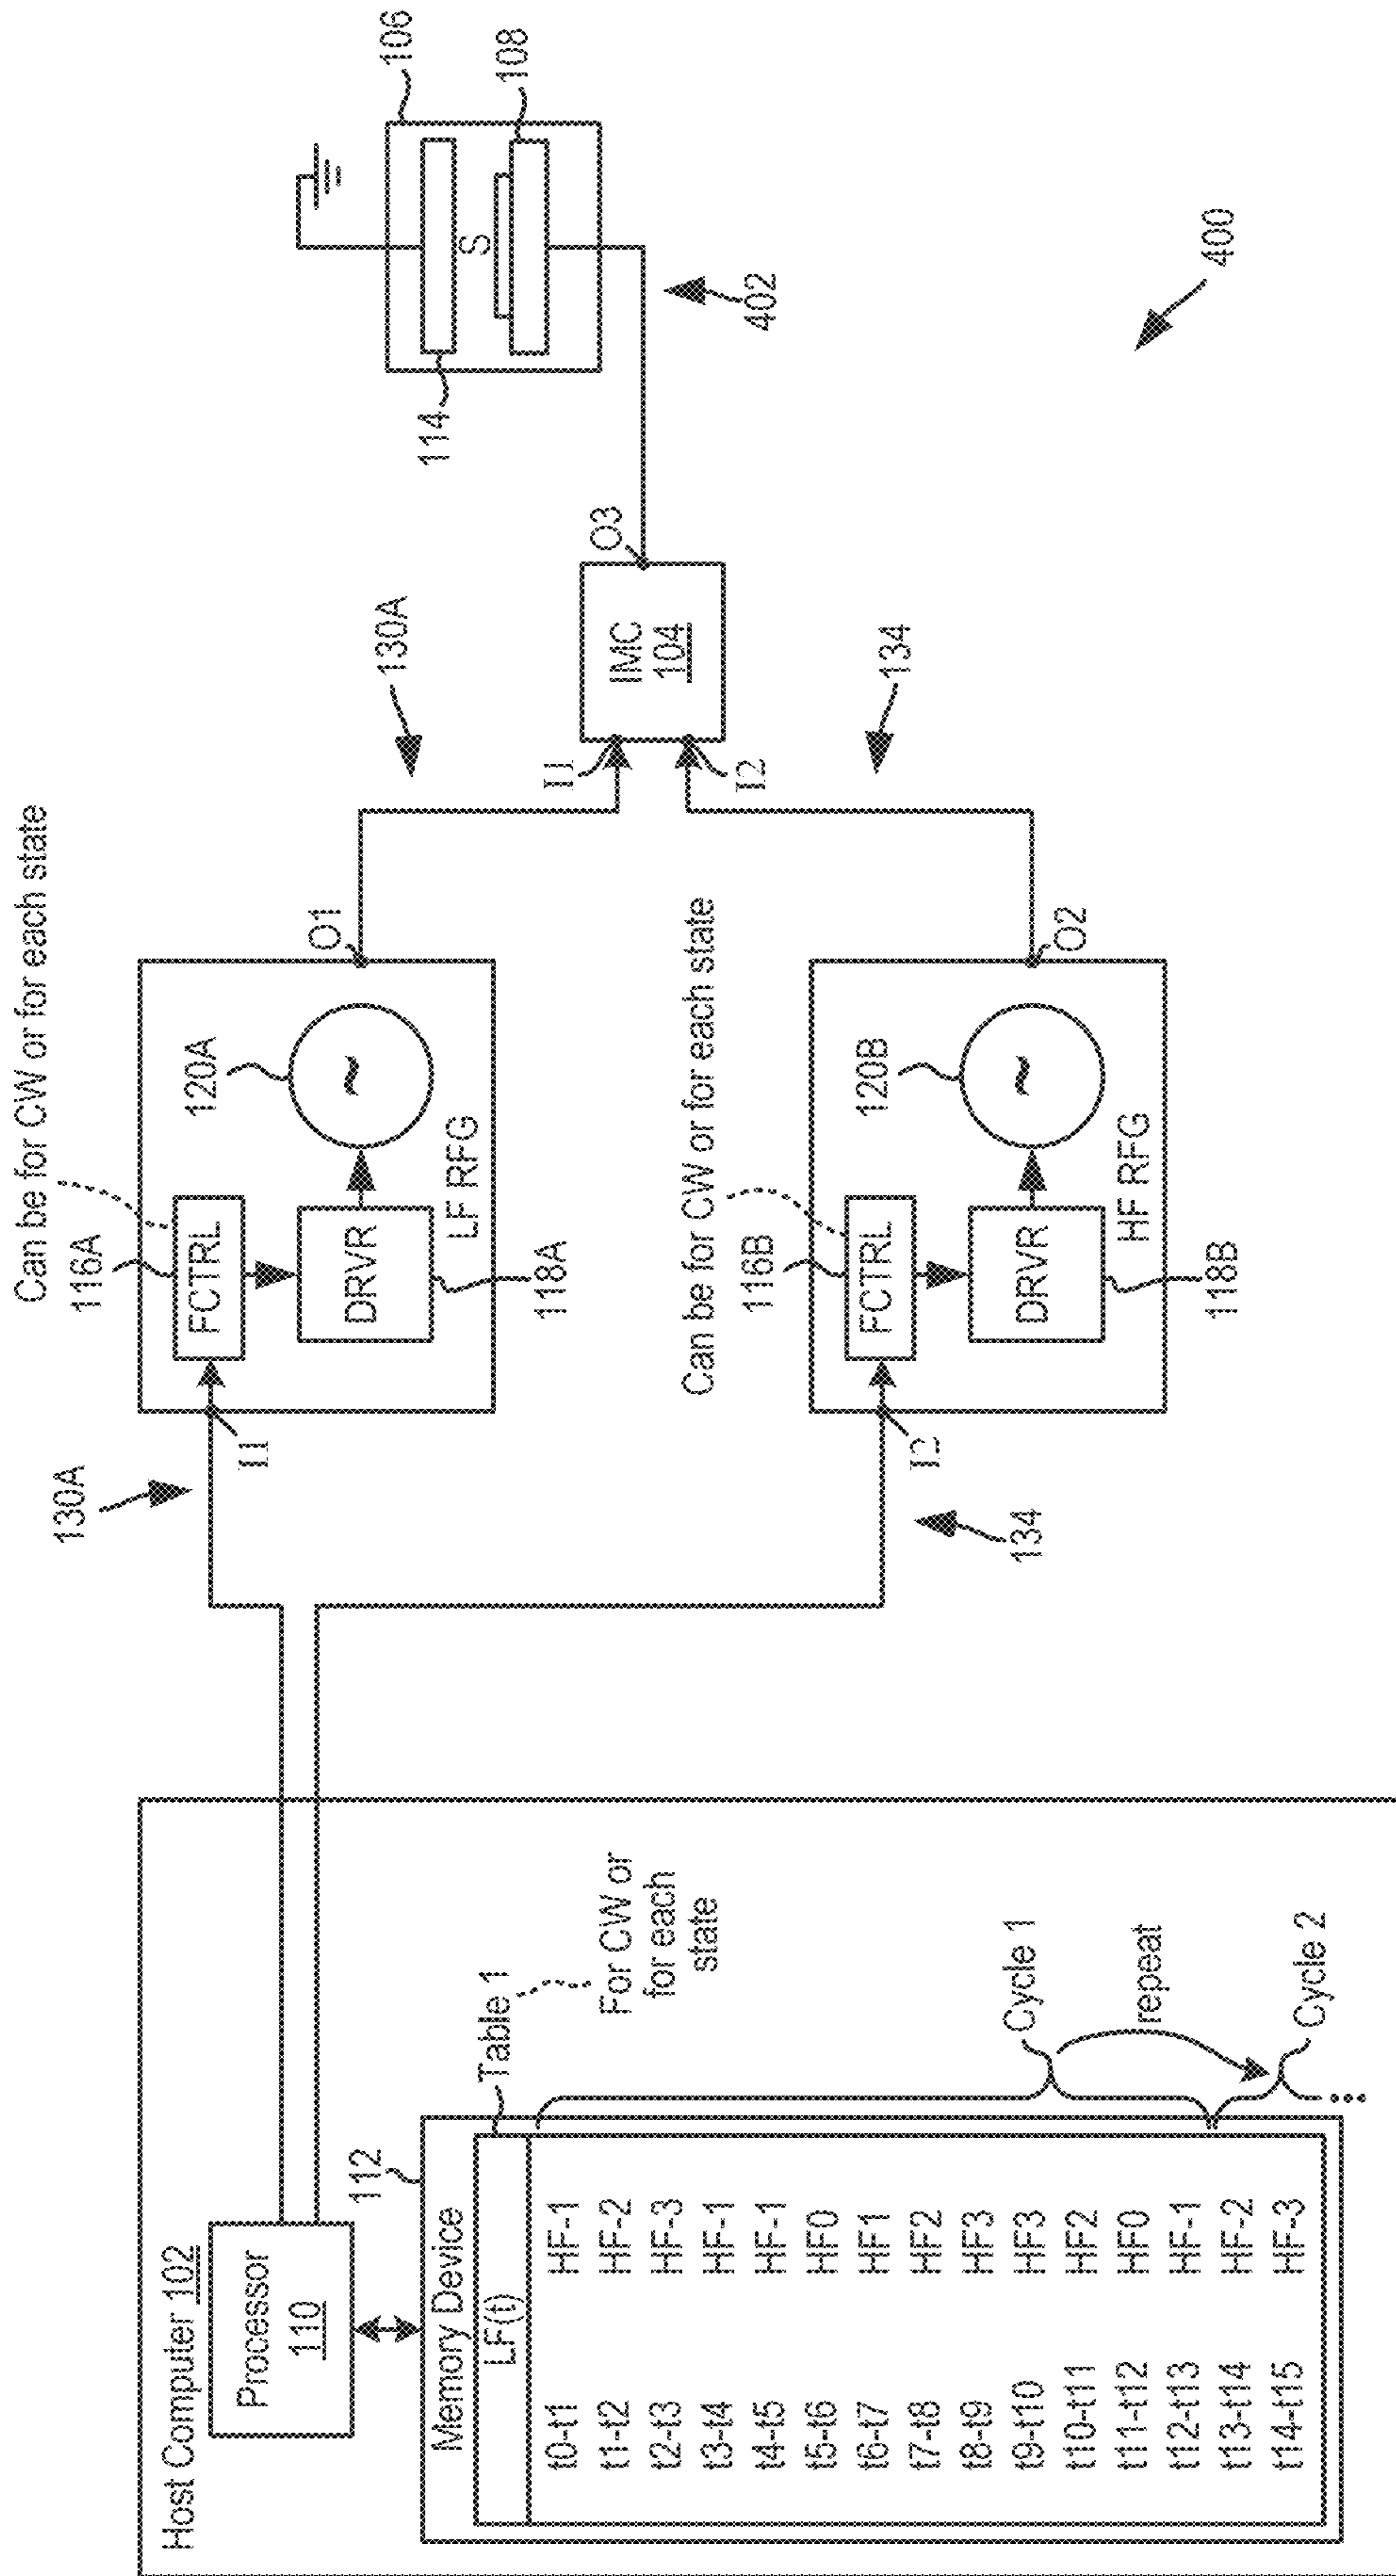 Host Computer 102
Processor
110
112
Memory Device
Table 1
For CW or
for each
state
LF(t)
t0-t1 HF-1
t1-t2 HF-2
t2-t3 HF-3
t3-t4 HF-1
t4-t5 HF-1
t5-t6 HF0
t6-t7 HF1
t7-t8 HF2
t8-t9 HF3
t9-t10 HF3
t10-t11 HF2
t11-t12 HF0
t12-t13 HF-1
t13-t14 HF-2
t14-t15 HF-3
Cycle 1
repeat
Cycle 2
130A
I1
134
I2
Can be for CW or for each state
116A
FCTRL
120A
~
DRVR
118A
LF RFG
O1
Can be for CW or for each state
116B
FCTRL
120B
~
DRVR
118B
HF RFG
O2
130A
I1
I2
134
IMC
104
O3
114
S
106
108
402
400